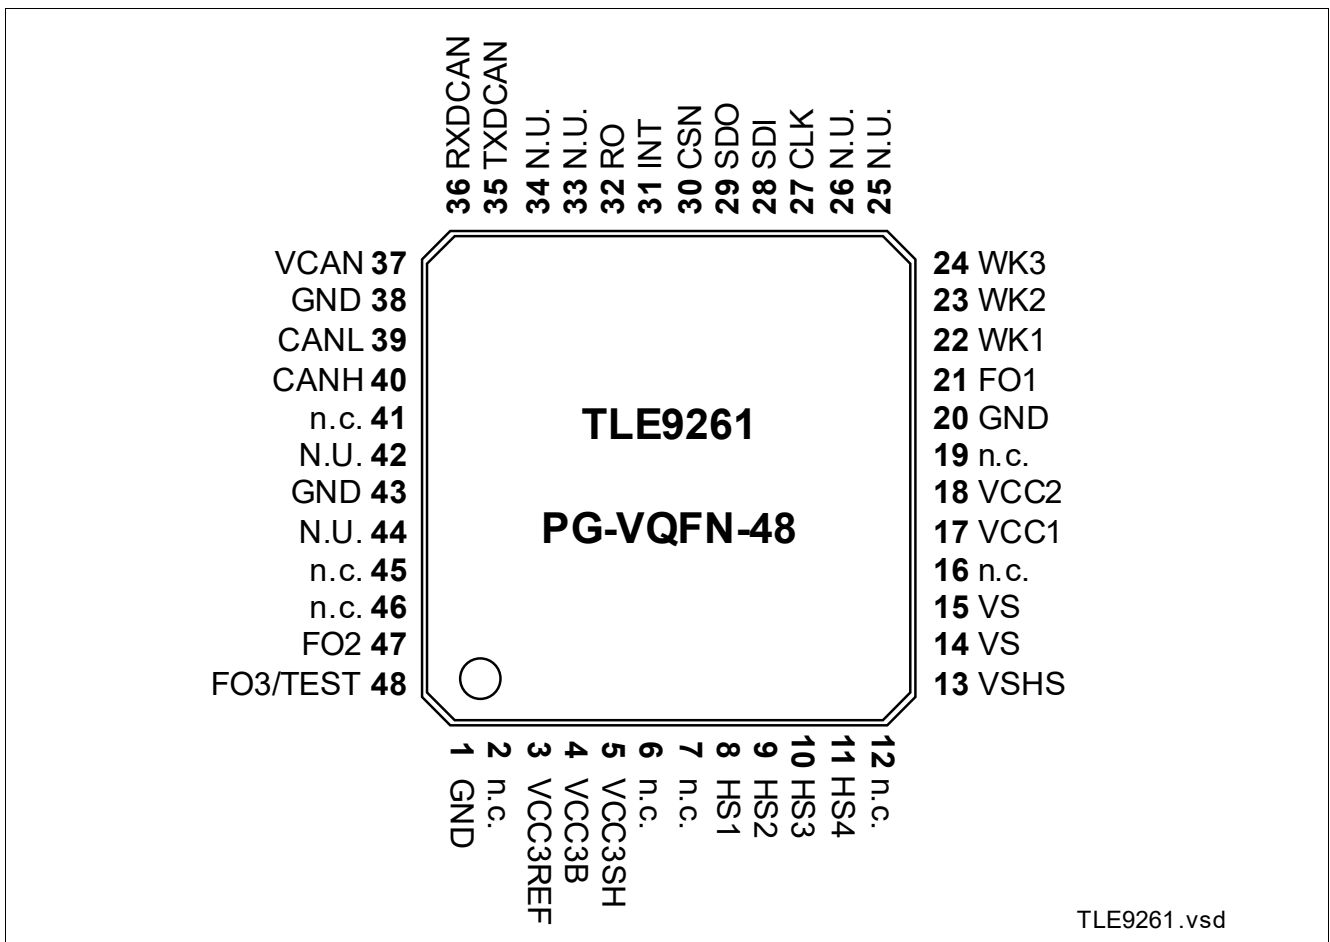 36 RXDCAN
35 TXDCAN
34 N.U.
33 N.U.
32 RO
31 INT
30 CSN
29 SDO
28 SDI
27 CLK
26 N.U.
25 N.U.
VCAN 37
GND 38
CANL 39
CANH 40
n.c. 41
N.U. 42
GND 43
N.U. 44
n.c. 45
n.c. 46
FO2 47
FO3/TEST 48
TLE9261
PG-VQFN-48
24 WK3
23 WK2
22 WK1
21 FO1
20 GND
19 n.c.
18 VCC2
17 VCC1
16 n.c.
15 VS
14 VS
13 VSHS
1 GND
2 n.c.
3 VCC3REF
4 VCC3B
5 VCC3SH
6 n.c.
7 n.c.
8 HS1
9 HS2
10 HS3
11 HS4
12 n.c.
TLE9261.vsd